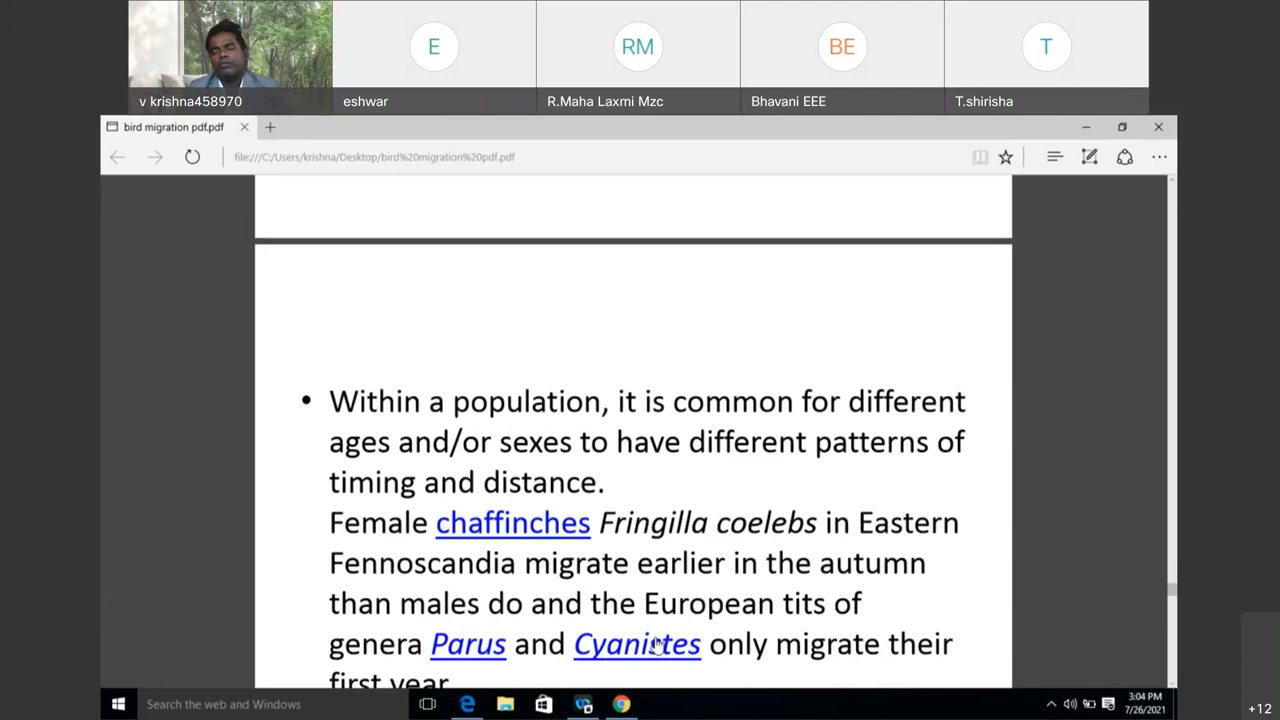 E
RM
BE
T
v krishna458970
eshwar
R.Maha Laxmi Mzc
Bhavani EEE
T.shirisha
bird migration pdf.pdf
file:///C:/Users/krishna/Desktop/bird%20migration%20pdf.pdf
• Within a population, it is common for different
ages and/or sexes to have different patterns of
timing and distance.
Female chaffinches Fringilla coelebs in Eastern
Fennoscandia migrate earlier in the autumn
than males do and the European tits of
genera Parus and Cyanistes only migrate their
first year
Search the web and Windows
3:04 PM
7/26/2021
+12